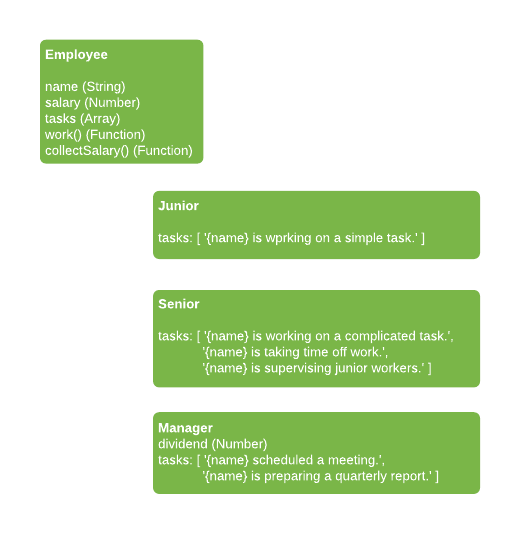 Employee
name (String)
salary (Number)
tasks (Array)
work() (Function)
collectSalary() (Function)
Junior
tasks: [ '{name} is wprking on a simple task.' ]
Senior
tasks: [ '{name} is working on a complicated task.',
'{name} is taking time off work.',
'{name} is supervising junior workers.' ]
Manager
dividend (Number)
tasks: [ '{name} scheduled a meeting.',
'{name} is preparing a quarterly report.' ]